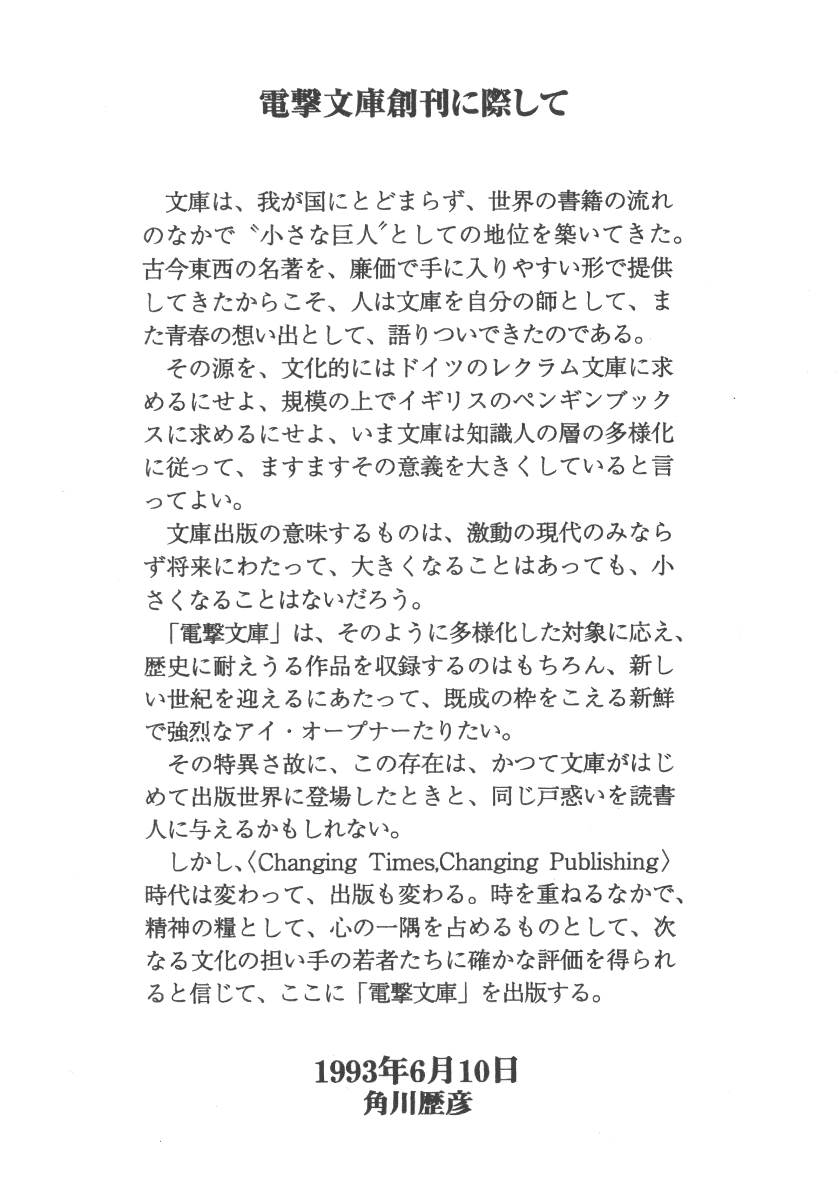 電撃文庫創刊に際して
文庫は、我が国にとどまらず、世界の書籍の流れ
のなかで〝小さな巨人〟としての地位を築いてきた。
古今東西の名著を、廉価で手に入りやすい形で提供
してきたからこそ、人は文庫を自分の師として、ま
た青春の想い出として、語りついできたのである。
その源を、文化的にはドイツのレクラム文庫に求
めるにせよ、規模の上でイギリスのペンギンブック
スに求めるにせよ、いま文庫は知識人の層の多様化
に従って、ますますその意義を大きくしていると言
ってよい。
文庫出版の意味するものは、激動の現代のみなら
ず将来にわたって、大きくなることはあっても、小
さくなることはないだろう。
「電撃文庫」は、そのように多様化した対象に応え、
歴史に耐えうる作品を収録するのはもちろん、新し
い世紀を迎えるにあたって、既成の枠をこえる新鮮
で強烈なアイ・オープナーたりたい。
その特異さ故に、この存在は、かつて文庫がはじ
めて出版世界に登場したときと、同じ戸惑いを読書
人に与えるかもしれない。
しかし、〈Changing Times,Changing Publishing〉
時代は変わって、出版も変わる。時を重ねるなかで、
精神の糧として、心の一隅を占めるものとして、次
なる文化の担い手の若者たちに確かな評価を得られ
ると信じて、ここに「電撃文庫」を出版する。
1993年6月10日
角川歴彦